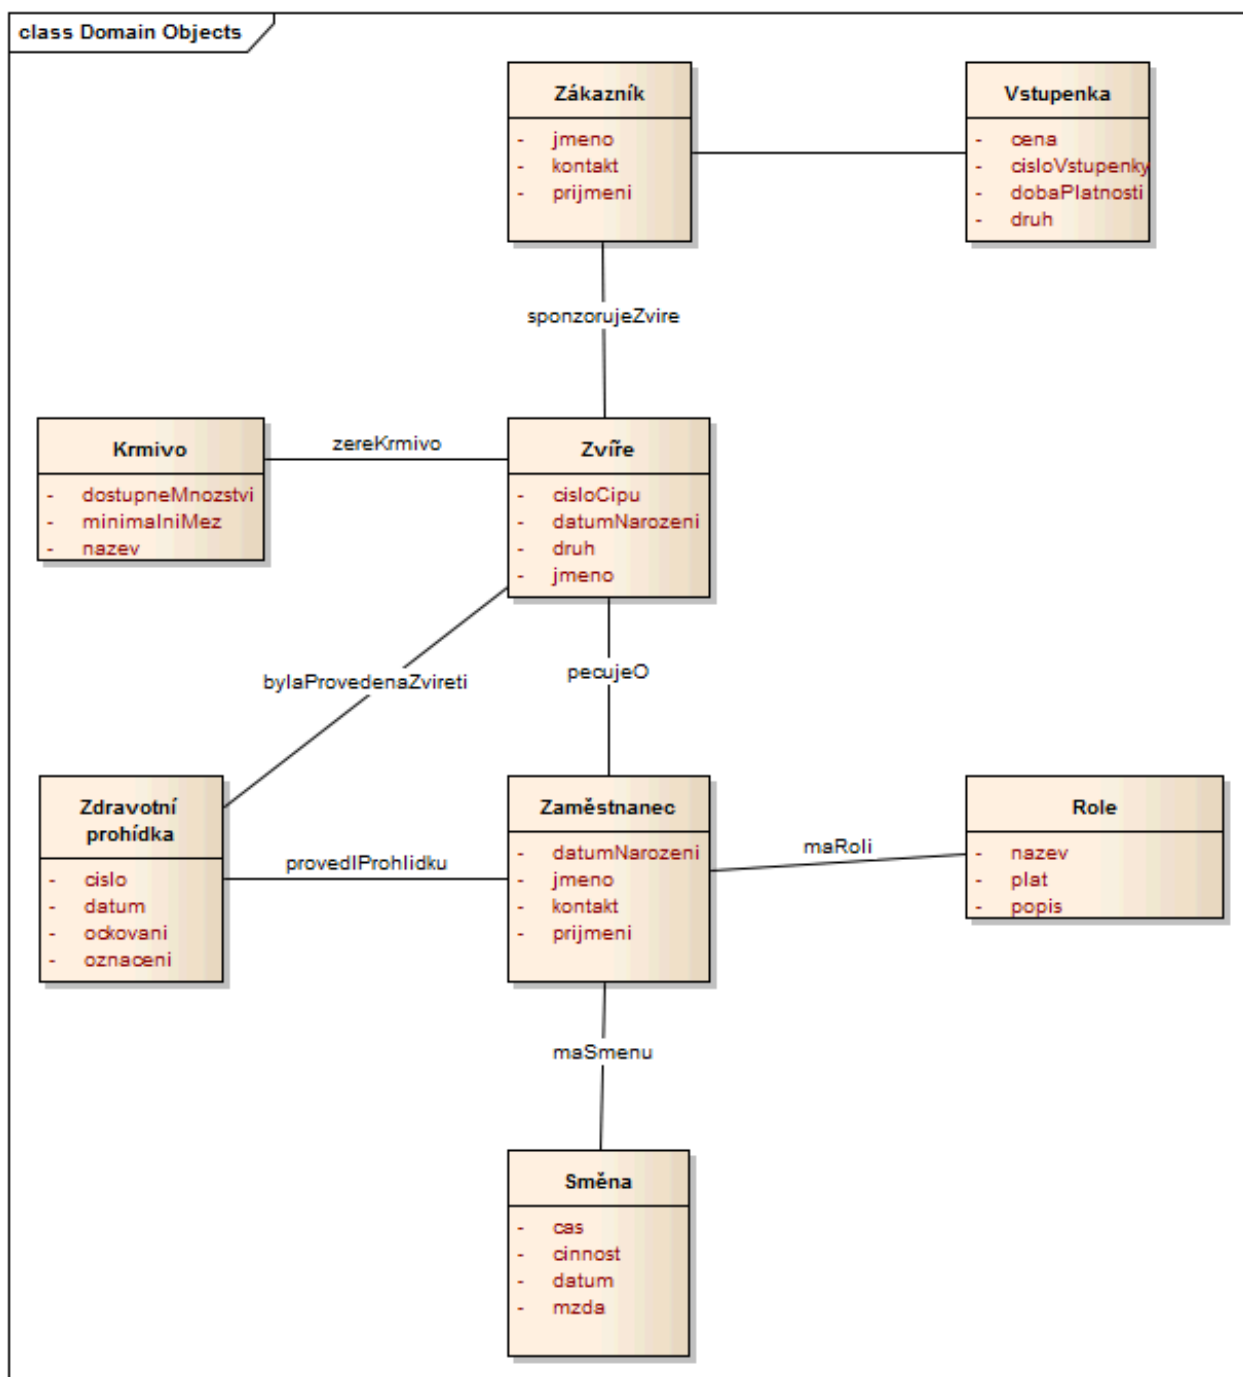 class Domain Objects
Zákazník
- jmeno
- kontakt
- prijmeni
Vstupenka
- cena
- cisloVstupenky
- dobaPlatnosti
- druh
sponzorujeZvire
Krmivo
- dostupneMnozstvi
- minimalniMez
- nazev
zereKrmivo
Zvíře
- cisloCipu
- datumNarozeni
- druh
- jmeno
bylaProvedenaZvireti
pecujeO
Zdravotní
prohídka
- cislo
- datum
- ockovani
- oznaceni
provedlProhlidku
Zaměstnanec
- datumNarozeni
- jmeno
- kontakt
- prijmeni
maRoli
Role
- nazev
- plat
- popis
maSmenu
Směna
- cas
- cinnost
- datum
- mzda